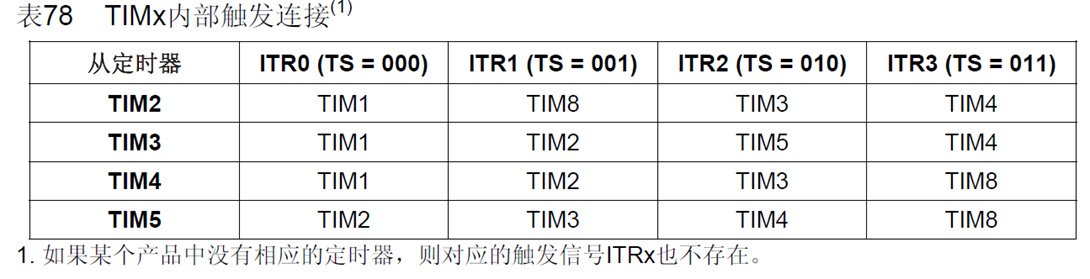 表78 TIMx内部触发连接(1)
从定时器 ITR0 (TS = 000) ITR1 (TS = 001) ITR2 (TS = 010) ITR3 (TS = 011)
TIM2 TIM1 TIM8 TIM3 TIM4
TIM3 TIM1 TIM2 TIM5 TIM4
TIM4 TIM1 TIM2 TIM3 TIM8
TIM5 TIM2 TIM3 TIM4 TIM8
1. 如果某个产品中没有相应的定时器，则对应的触发信号ITRx也不存在。